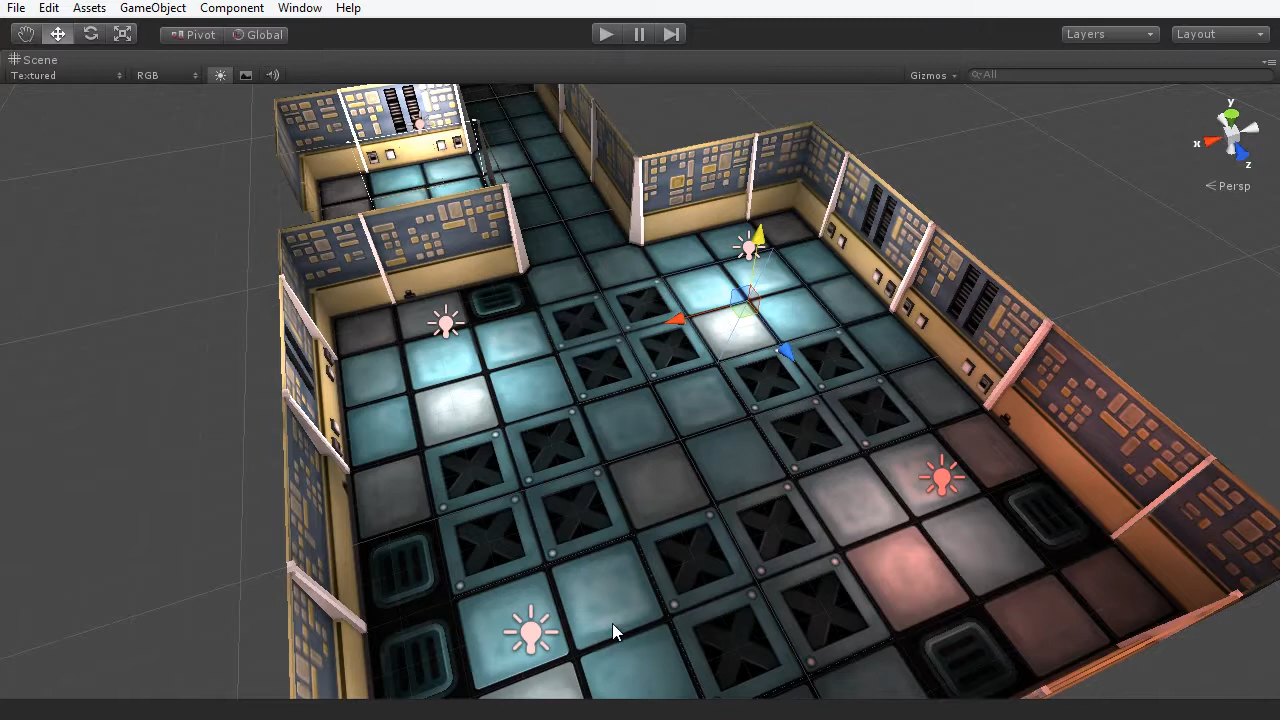 File Edit Assets GameObject Component Window Help
Pivot Global Layers Layout
Scene
Textured RGB Gizmos All
y
x
z
Persp